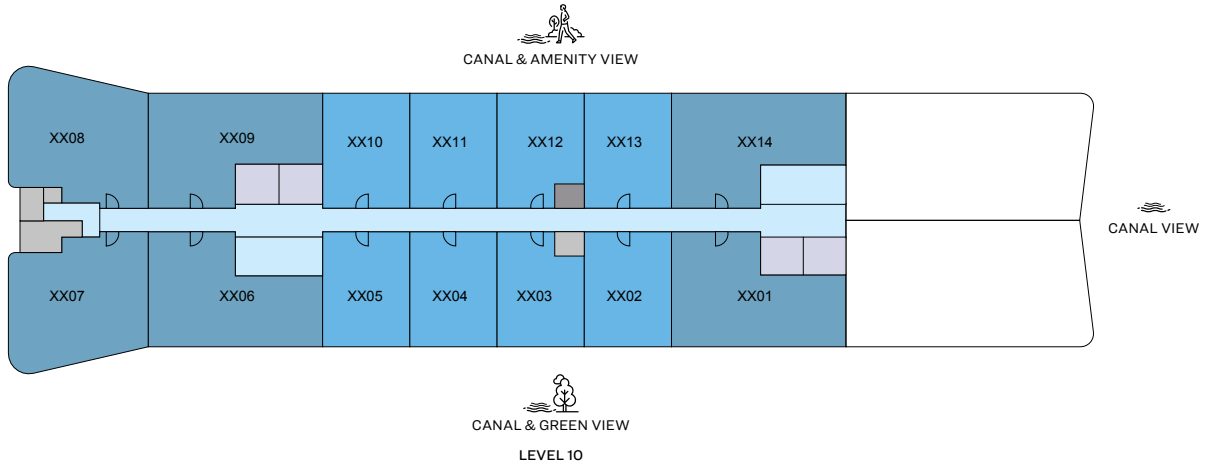 CANAL & AMENITY VIEW
XX08
XX09
XX10
XX11
XX12
XX13
XX14
CANAL VIEW
XX07
XX06
XX05
XX04
XX03
XX02
XX01
CANAL & GREEN VIEW
LEVEL 10